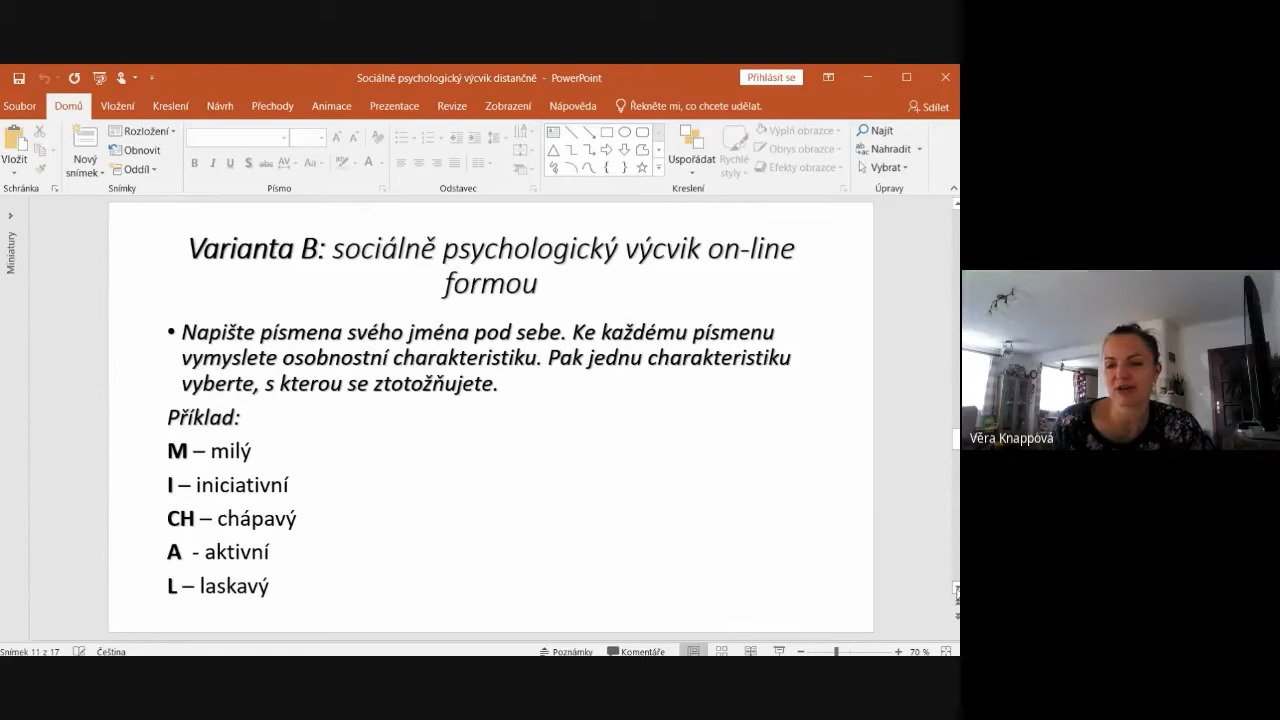 Sociálně psychologický výcvik distančně - PowerPoint
Přihlásit se
Soubor Domů Vložení Kreslení Návrh Přechody Animace Prezentace Revize Zobrazení Nápověda Řekněte mi, co chcete udělat. Sdílet
Vložit
Nový snímek
Rozložení
Obnovit
Oddíl
Uspořádat
Rychlé styly
Výplň obrazce
Obrys obrazce
Efekty obrazce
Najít
Nahradit
Vybrat
Schránka Snímky Písmo Odstavec Kreslení Úpravy
Miniatury
Varianta B: sociálně psychologický výcvik on-line
formou
• Napište písmena svého jména pod sebe. Ke každému písmenu
vymyslete osobnostní charakteristiku. Pak jednu charakteristiku
vyberte, s kterou se ztotožňujete.
Příklad:
M – milý
I – iniciativní
CH – chápavý
A - aktivní
L – laskavý
Věra Knappová
Snímek 11 z 17 Čeština Poznámky Komentáře 70 %